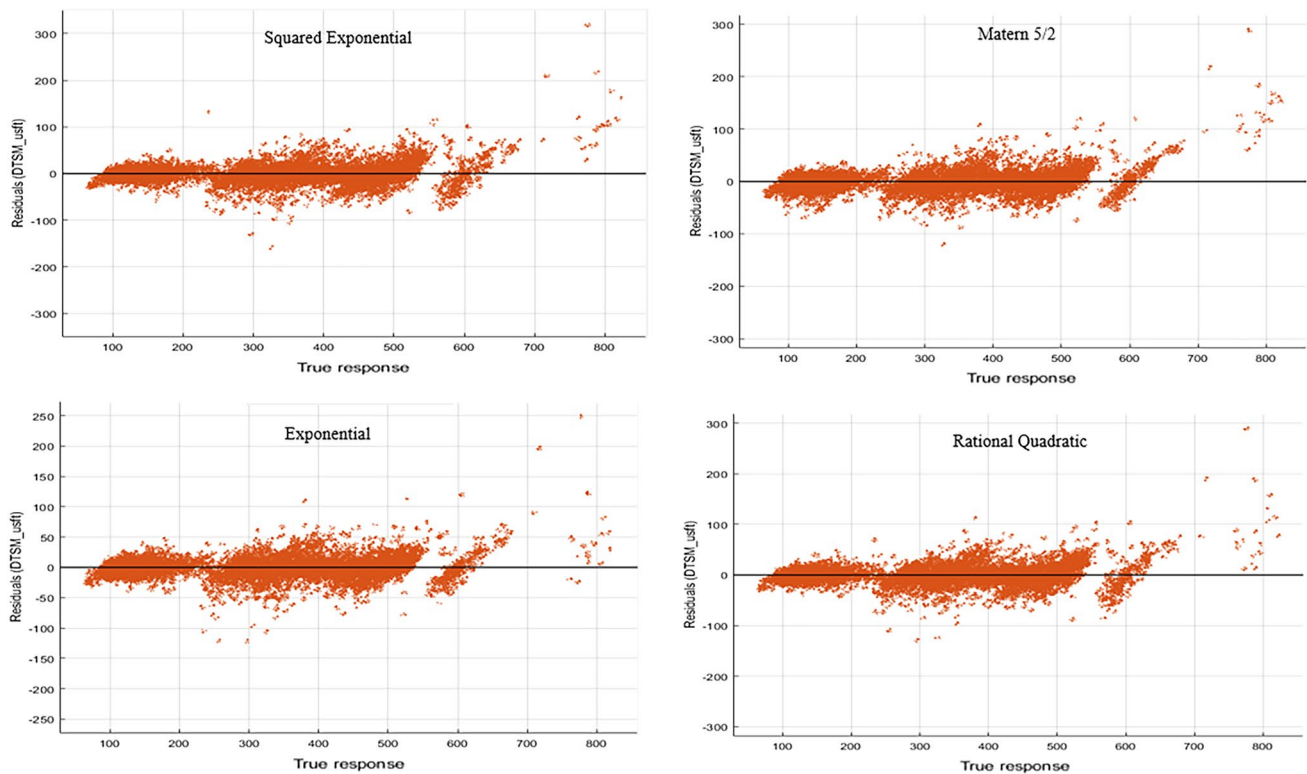 Squared Exponential
300
200
100
0
-100
-200
-300
Residuals (DTSM_usft)
100 200 300 400 500 600 700 800
True response
Matern 5/2
300
200
100
0
-100
-200
-300
Residuals (DTSM_usft)
100 200 300 400 500 600 700 800
True response
Exponential
250
200
150
100
50
0
-50
-100
-150
-200
-250
Residuals (DTSM_usft)
100 200 300 400 500 600 700 800
True response
Rational Quadratic
300
200
100
0
-100
-200
-300
Residuals (DTSM_usft)
100 200 300 400 500 600 700 800
True response